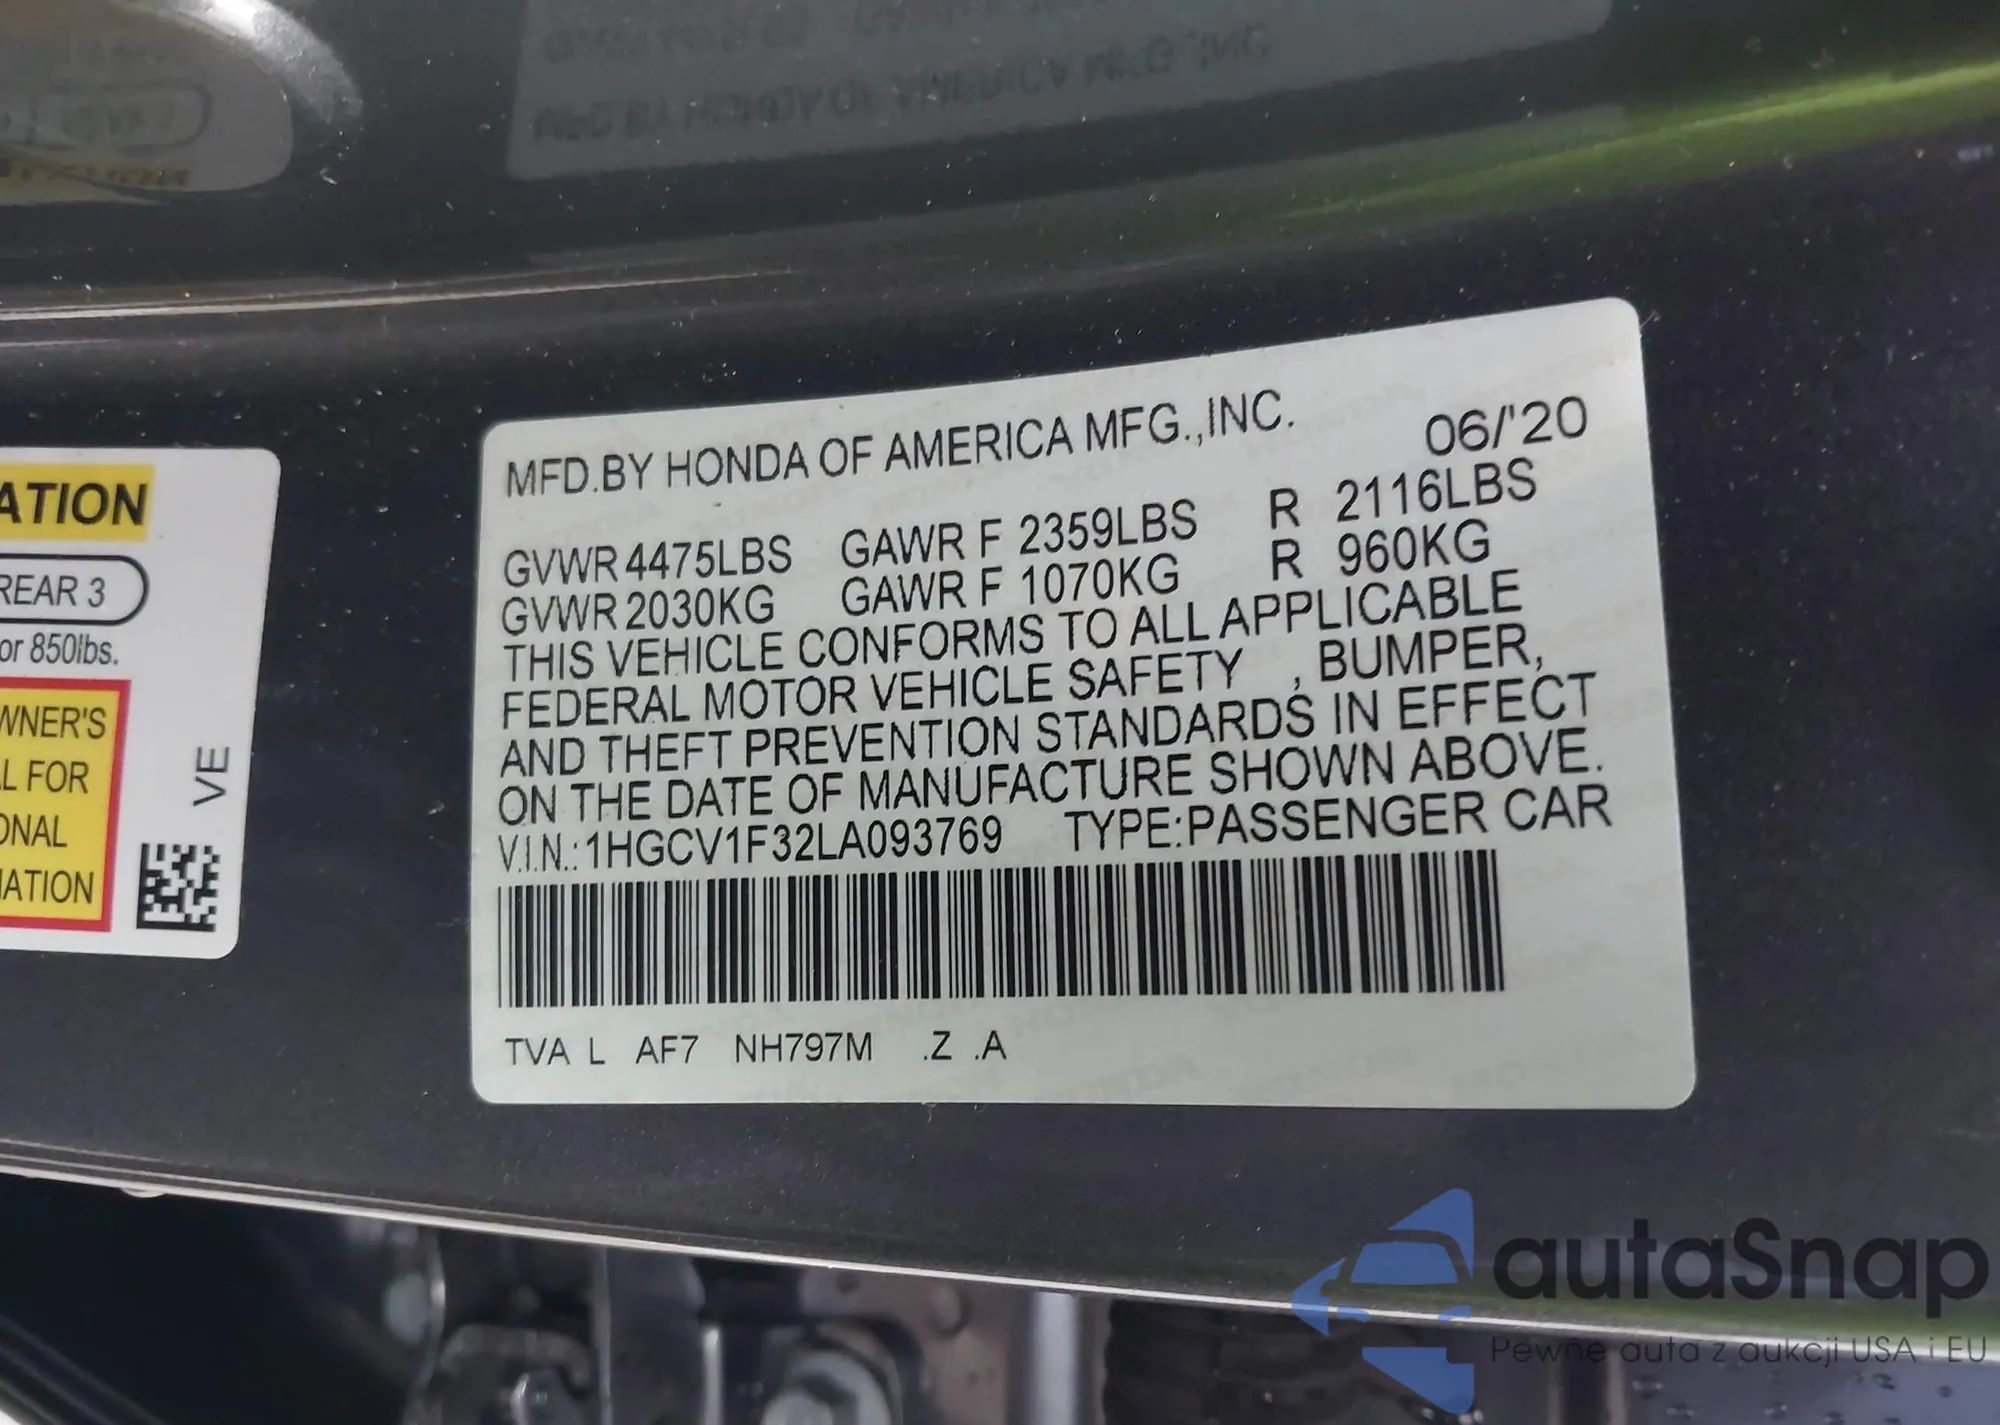 MFD.BY HONDA OF AMERICA MFG.,INC. 06/'20
GVWR 4475LBS GAWR F 2359LBS R 2116LBS
GVWR 2030KG GAWR F 1070KG R 960KG
THIS VEHICLE CONFORMS TO ALL APPLICABLE
FEDERAL MOTOR VEHICLE SAFETY , BUMPER,
AND THEFT PREVENTION STANDARDS IN EFFECT
ON THE DATE OF MANUFACTURE SHOWN ABOVE.
V.I.N.: 1HGCV1F32LA093769 TYPE:PASSENGER CAR
TVA L AF7 NH797M .Z .A
ATION
REAR 3
or 850lbs.
WNER'S
L FOR
ONAL
MATION
VE
autaSnap
Pewne auta z aukcji USA i EU